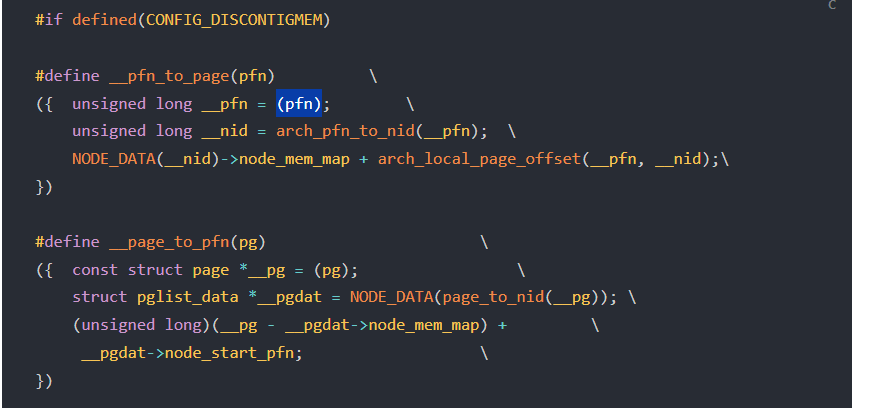 C
#if defined(CONFIG_DISCONTIGMEM)
#define __pfn_to_page(pfn) \
({ unsigned long __pfn = (pfn); \
unsigned long __nid = arch_pfn_to_nid(__pfn); \
NODE_DATA(__nid)->node_mem_map + arch_local_page_offset(__pfn, __nid);\
})
#define __page_to_pfn(pg) \
({ const struct page *__pg = (pg); \
struct pglist_data *__pgdat = NODE_DATA(page_to_nid(__pg)); \
(unsigned long)(__pg - __pgdat->node_mem_map) + \
__pgdat->node_start_pfn; \
})